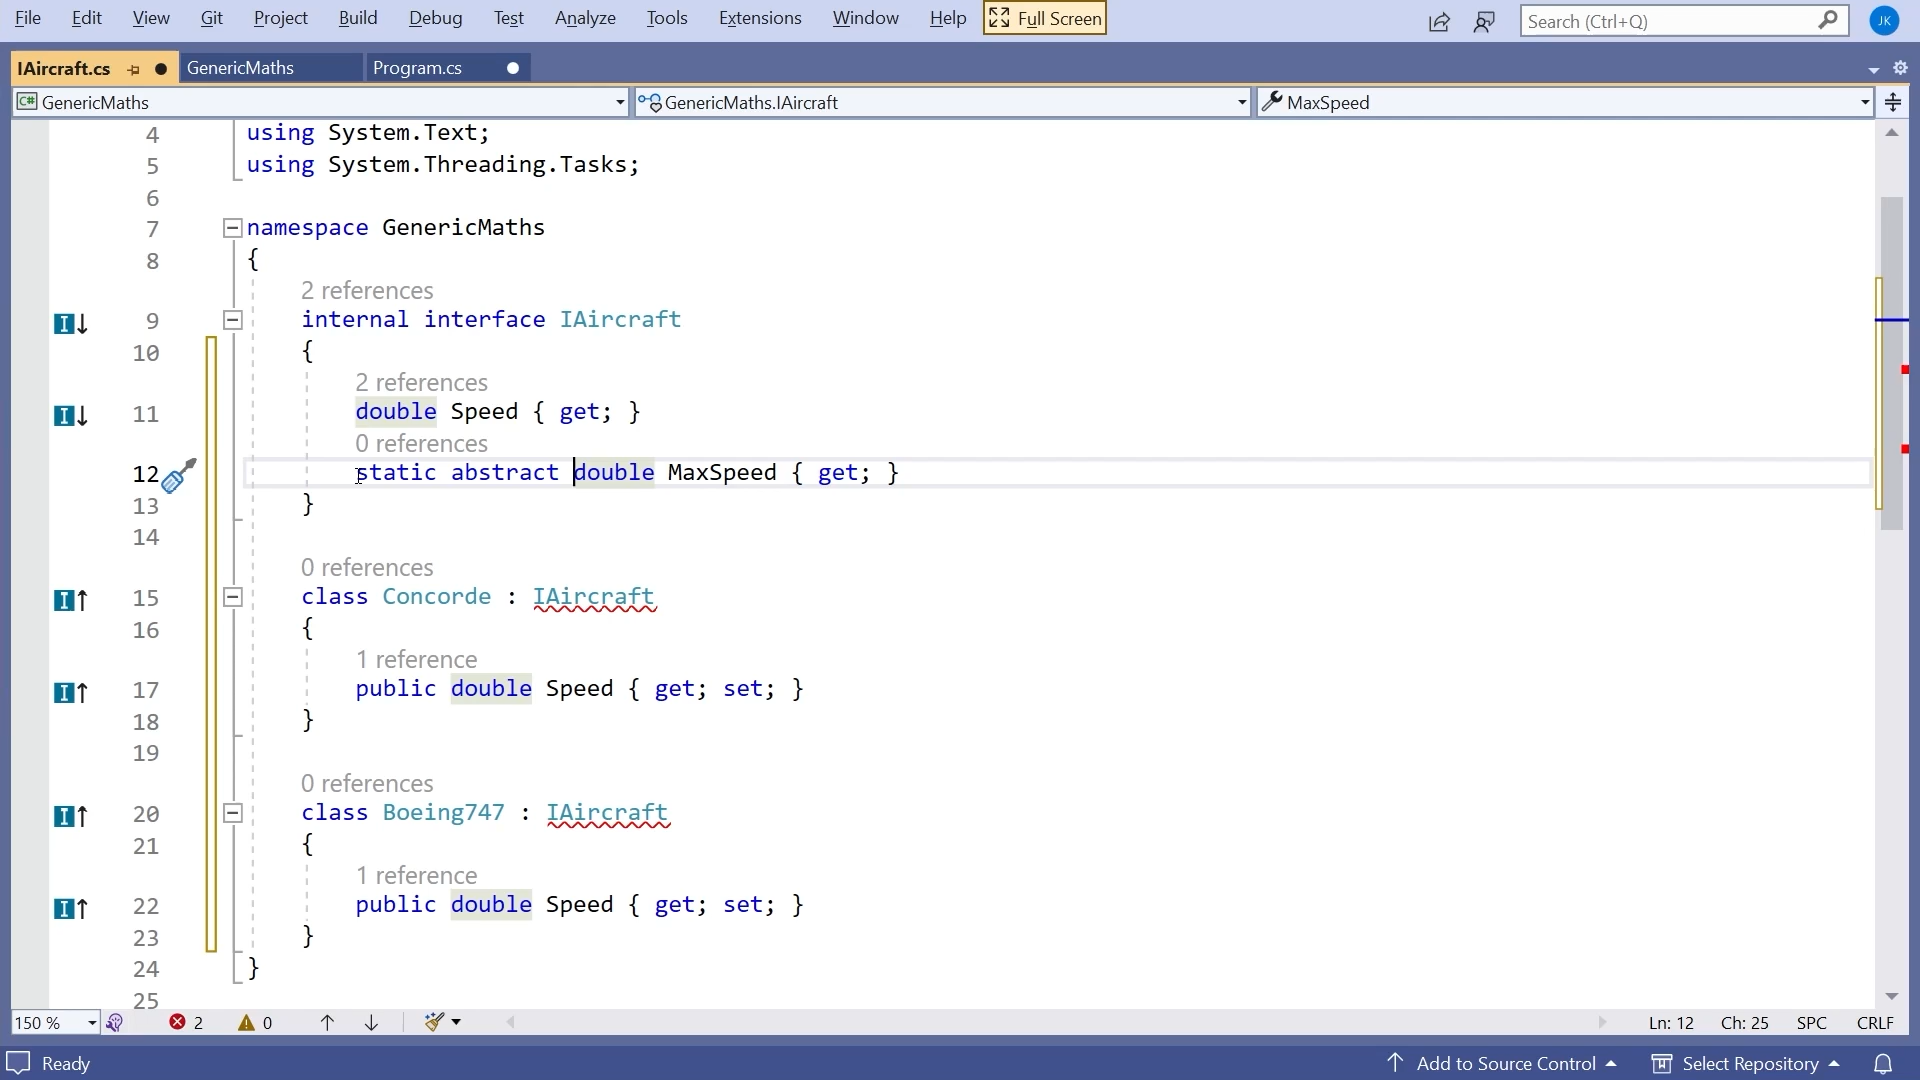 File Edit View Git Project Build Debug Test Analyze Tools Extensions Window Help Full Screen Search (Ctrl+Q) JK
IAircraft.cs GenericMaths Program.cs
C# GenericMaths GenericMaths.IAircraft MaxSpeed
4 using System.Text;
5 using System.Threading.Tasks;
6
7 namespace GenericMaths
8 {
2 references
9 internal interface IAircraft
10 {
2 references
11 double Speed { get; }
0 references
12 static abstract double MaxSpeed { get; }
13 }
14
0 references
15 class Concorde : IAircraft
16 {
1 reference
17 public double Speed { get; set; }
18 }
19
0 references
20 class Boeing747 : IAircraft
21 {
1 reference
22 public double Speed { get; set; }
23 }
24 }
25
150 % 2 0 Ln: 12 Ch: 25 SPC CRLF
Ready Add to Source Control Select Repository